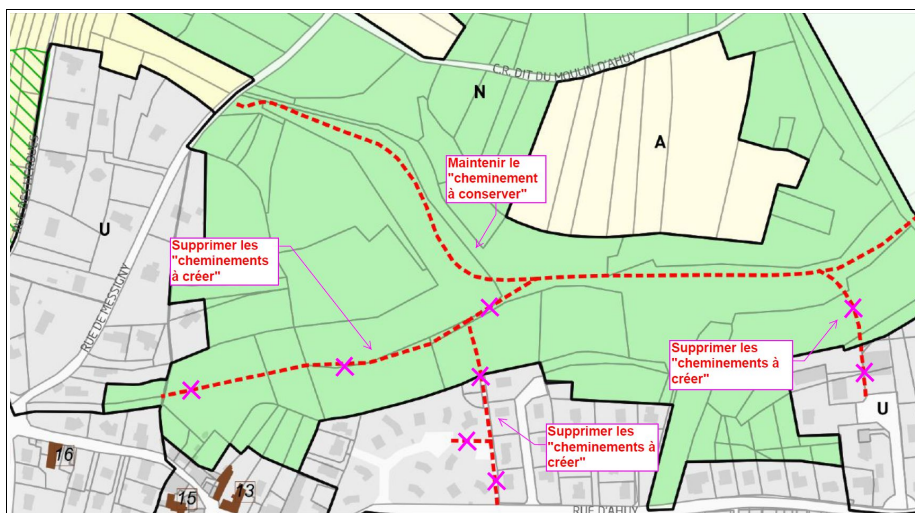 C.R. DIT DU MOULIN D'AHUY
N
A
Maintenir le
"cheminement
à conserver"
U
Supprimer les
"cheminements
à créer"
RUE DE MESSIGNY
Supprimer les
"cheminements à
créer"
U
Supprimer les
"cheminements à
créer"
16
15
13
RUE D'AHUY